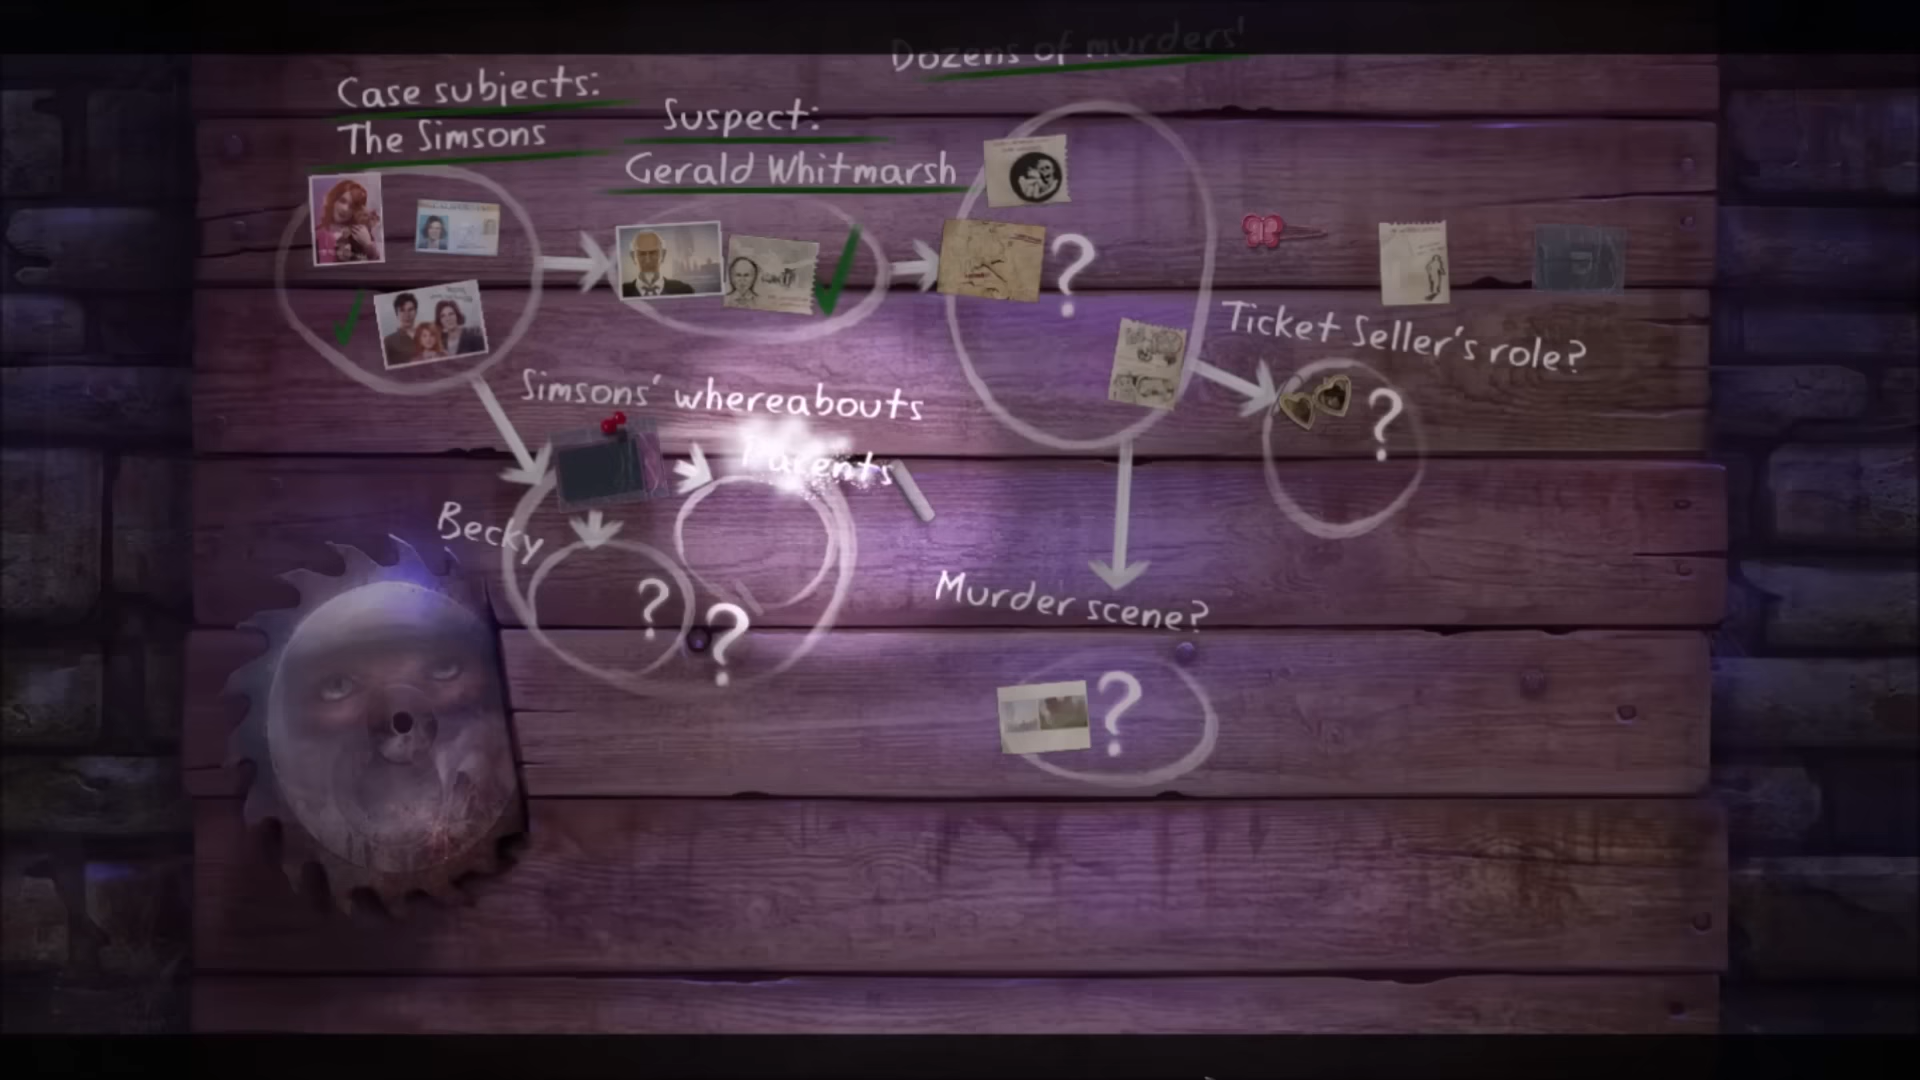 Dozens of murders!
Case subjects:
The Simsons
Suspect:
Gerald Whitmarsh
?
Ticket Seller's role?
?
Simsons' whereabouts
Parents
Becky
?
?
Murder scene?
?